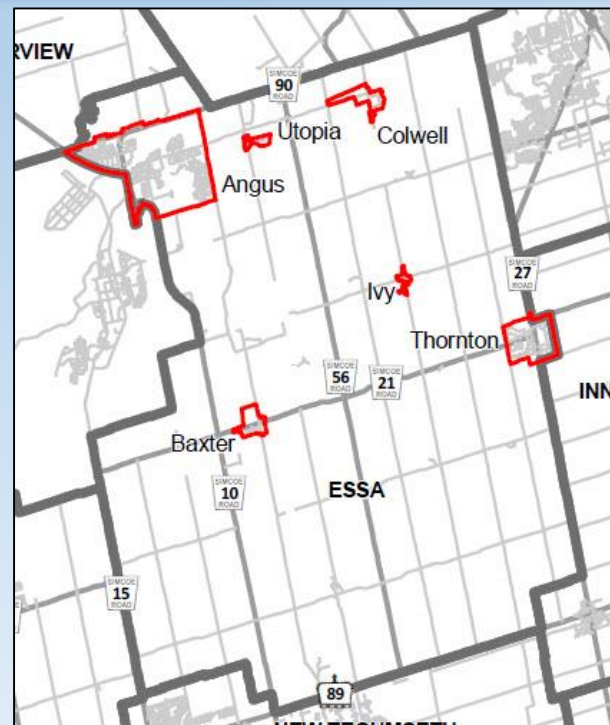 RVIEW
SIMCOE
90
ROAD
Utopia
Colwell
Angus
Ivy
SIMCOE
27
ROAD
Thornton
SIMCOE
56
ROAD
SIMCOE
21
ROAD
INN
Baxter
SIMCOE
10
ROAD
ESSA
SIMCOE
15
ROAD
89